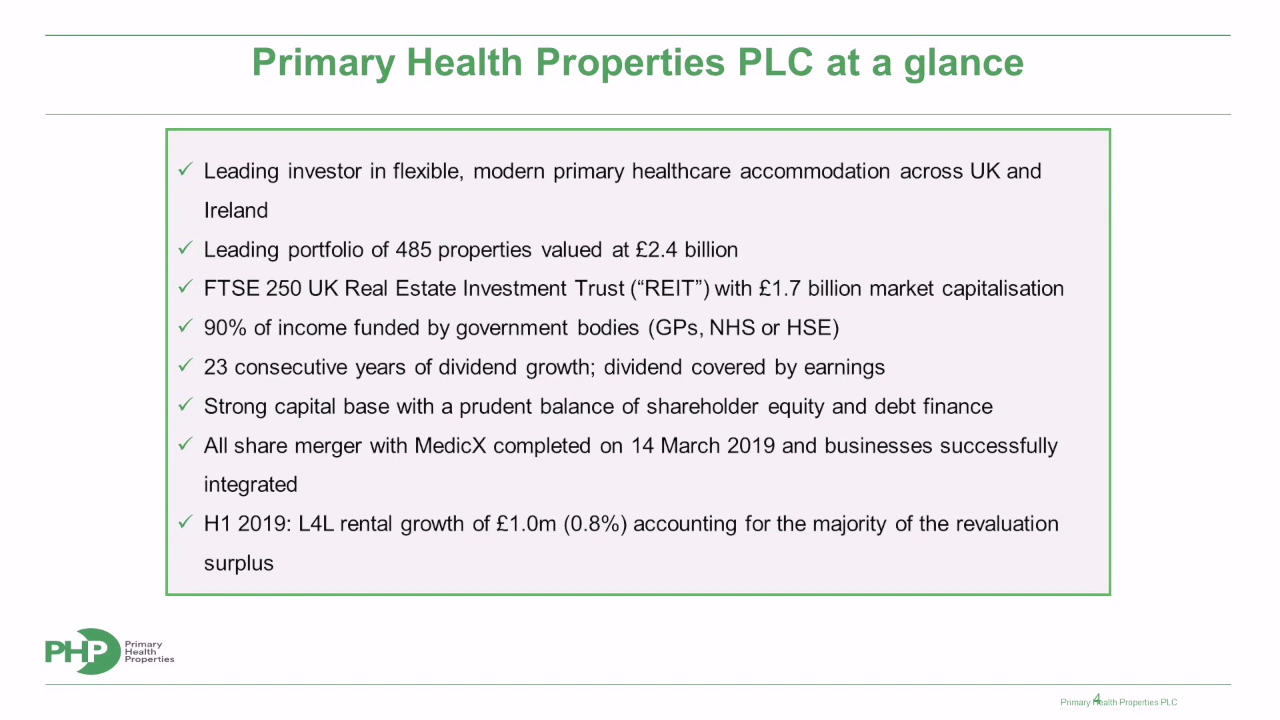 Primary Health Properties PLC at a glance
✓ Leading investor in flexible, modern primary healthcare accommodation across UK and
Ireland
✓ Leading portfolio of 485 properties valued at £2.4 billion
✓ FTSE 250 UK Real Estate Investment Trust (“REIT”) with £1.7 billion market capitalisation
✓ 90% of income funded by government bodies (GPs, NHS or HSE)
✓ 23 consecutive years of dividend growth; dividend covered by earnings
✓ Strong capital base with a prudent balance of shareholder equity and debt finance
✓ All share merger with MedicX completed on 14 March 2019 and businesses successfully
integrated
✓ H1 2019: L4L rental growth of £1.0m (0.8%) accounting for the majority of the revaluation
surplus
PHP
Primary
Health
Properties
Primary Health Properties PLC
4